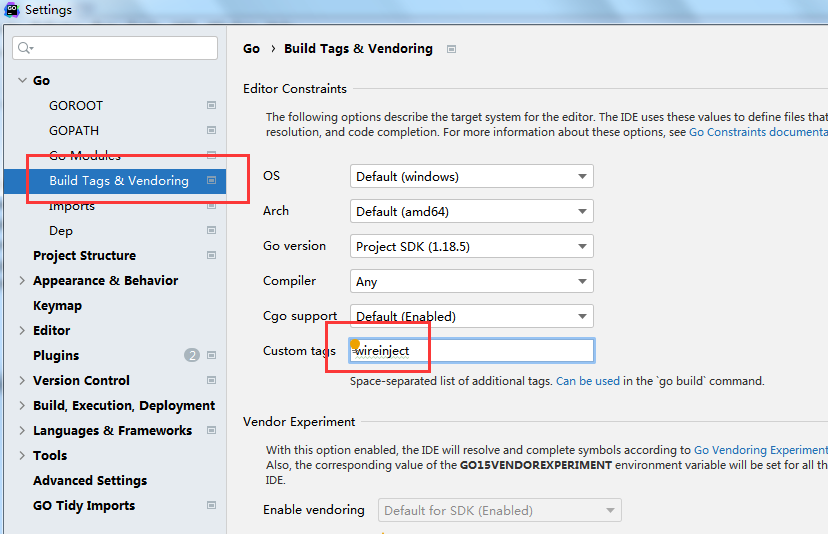 GO Settings
Go
GOROOT
GOPATH
Go Modules
Build Tags & Vendoring
Imports
Dep
Project Structure
Appearance & Behavior
Keymap
Editor
Plugins 2
Version Control
Build, Execution, Deployment
Languages & Frameworks
Tools
Advanced Settings
GO Tidy Imports
Go › Build Tags & Vendoring
Editor Constraints
The following options describe the target system for the editor. The IDE uses these values to define files that
resolution, and code completion. For more information about these options, see Go Constraints documenta
OS Default (windows)
Arch Default (amd64)
Go version Project SDK (1.18.5)
Compiler Any
Cgo support Default (Enabled)
Custom tags wireinject
Space-separated list of additional tags. Can be used in the `go build` command.
Vendor Experiment
With this option enabled, the IDE will resolve and complete symbols according to Go Vendoring Experiment
Also, the corresponding value of the GO15VENDOREXPERIMENT environment variable will be set for all th
IDE.
Enable vendoring Default for SDK (Enabled)